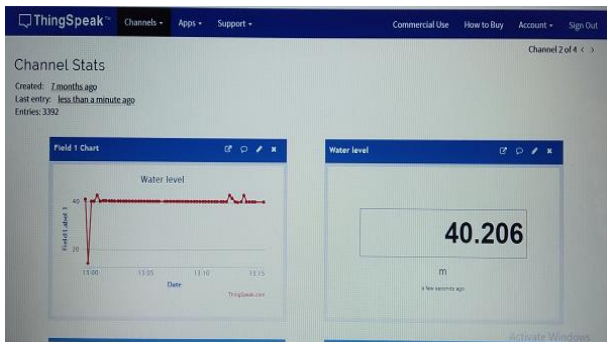 ThingSpeak™ Channels Apps Support Commercial Use How to Buy Account Sign Out
Channel 2 of 4 < >
Channel Stats
Created: 7 months ago
Last entry: less than a minute ago
Entries: 3392
Field 1 Chart
Water level
40
20
Field Label 1
13:00 13:05 13:10 13:15
Date
ThingSpeak.com
Water level
40.206
m
a few seconds ago
Activate Windows